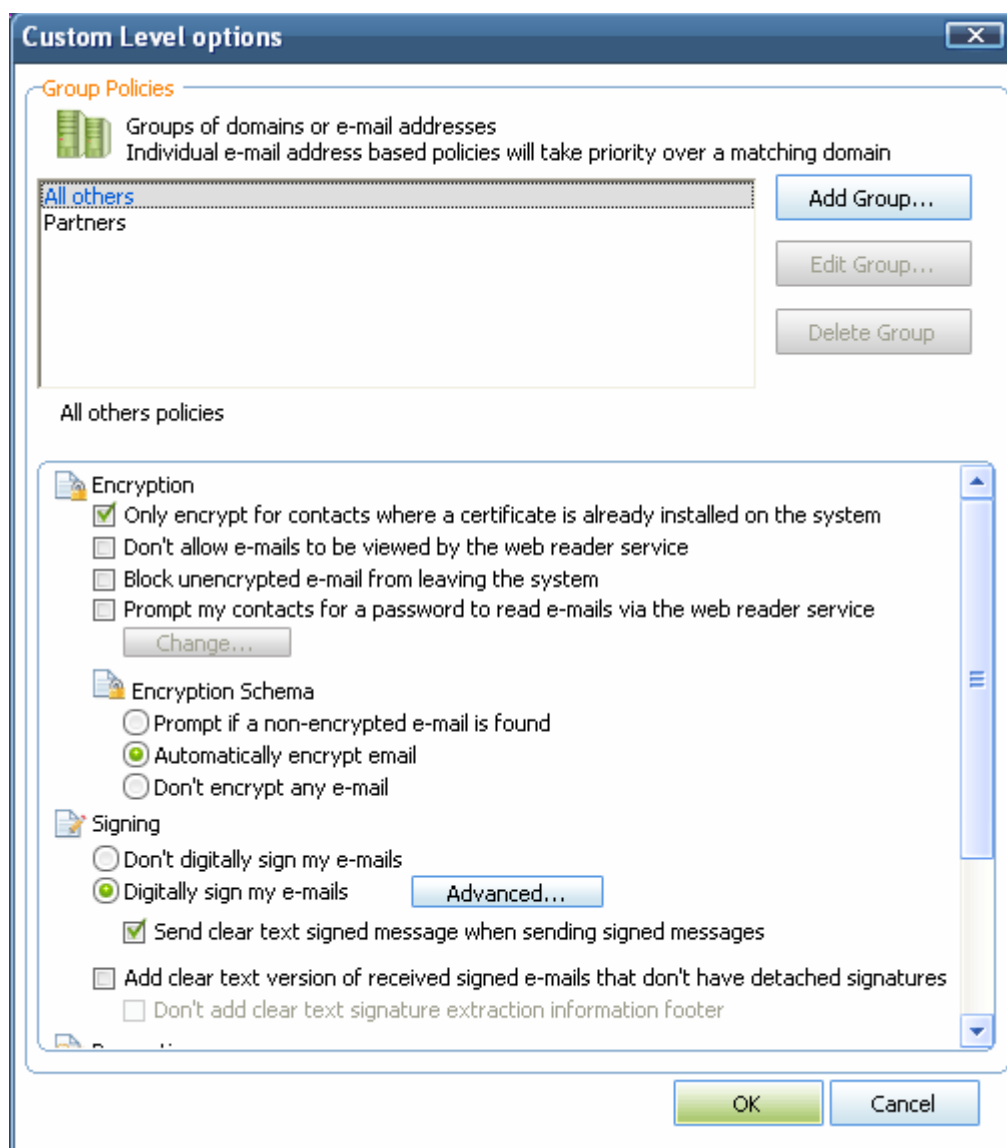 Custom Level options
Group Policies
Groups of domains or e-mail addresses
Individual e-mail address based policies will take priority over a matching domain
All others
Partners
Add Group...
Edit Group...
Delete Group
All others policies
Encryption
Only encrypt for contacts where a certificate is already installed on the system
Don't allow e-mails to be viewed by the web reader service
Block unencrypted e-mail from leaving the system
Prompt my contacts for a password to read e-mails via the web reader service
Change...
Encryption Schema
Prompt if a non-encrypted e-mail is found
Automatically encrypt email
Don't encrypt any e-mail
Signing
Don't digitally sign my e-mails
Digitally sign my e-mails
Advanced...
Send clear text signed message when sending signed messages
Add clear text version of received signed e-mails that don't have detached signatures
Don't add clear text signature extraction information footer
OK
Cancel